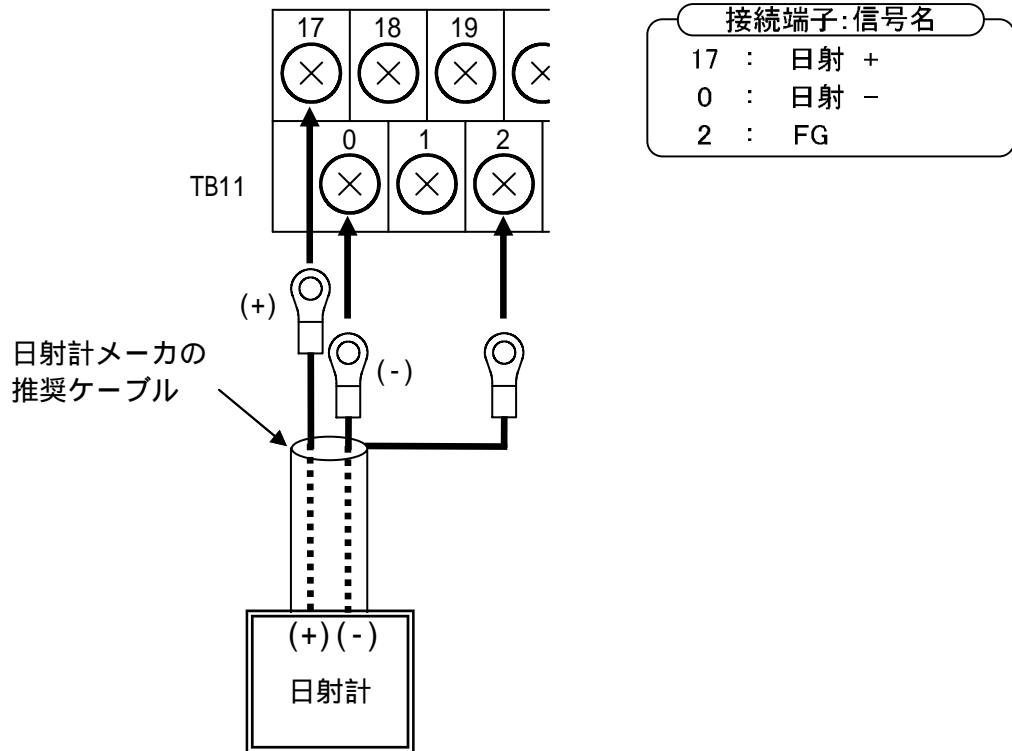 17 18 19
0 1 2
TB11
(+)
(-)
日射計メーカの
推奨ケーブル
(+) (-)
日射計
接続端子:信号名
17 : 日射 +
0 : 日射 −
2 : FG